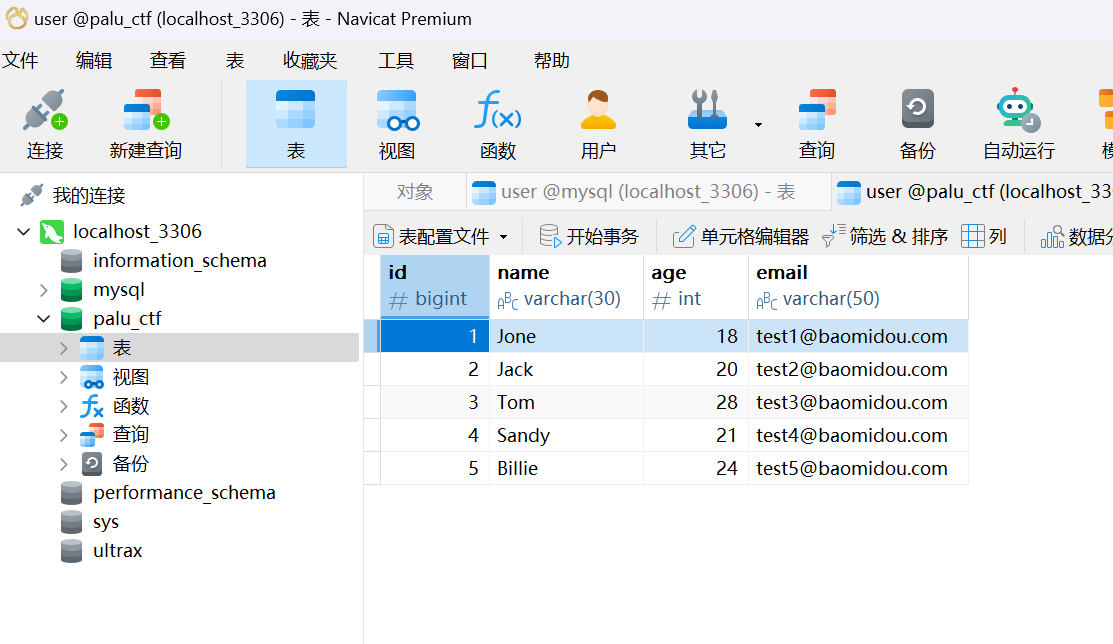 user @palu_ctf (localhost_3306) - 表 - Navicat Premium
文件 编辑 查看 表 收藏夹 工具 窗口 帮助
连接 新建查询 表 视图 函数 用户 其它 查询 备份 自动运行
我的连接
localhost_3306
information_schema
mysql
palu_ctf
表
视图
函数
查询
备份
performance_schema
sys
ultrax
对象 user @mysql (localhost_3306) - 表 user @palu_ctf (localhost_33
表配置文件 开始事务 单元格编辑器 筛选 & 排序 列 数据
id name age email
# bigint ABC varchar(30) # int ABC varchar(50)
1 Jone 18 test1@baomidou.com
2 Jack 20 test2@baomidou.com
3 Tom 28 test3@baomidou.com
4 Sandy 21 test4@baomidou.com
5 Billie 24 test5@baomidou.com